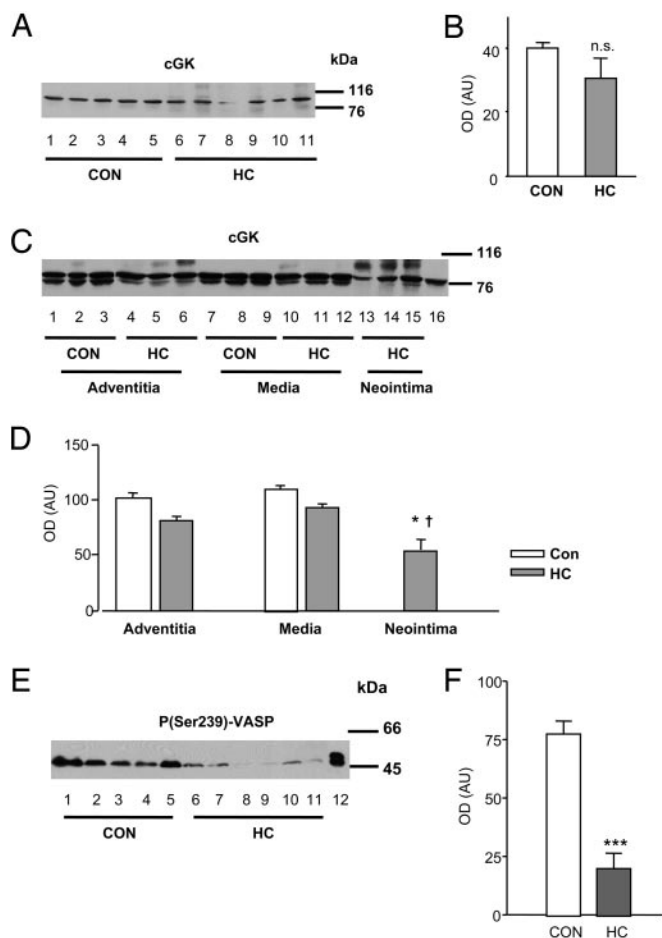 A
cGK
kDa
116
76
1 2 3 4 5 6 7 8 9 10 11
CON HC
B
OD (AU)
40
20
0
n.s.
CON HC
C
cGK
116
76
1 2 3 4 5 6 7 8 9 10 11 12 13 14 15 16
CON HC CON HC HC
Adventitia Media Neointima
D
OD (AU)
150
100
50
0
* †
Con
HC
Adventitia Media Neointima
E
kDa
P(Ser239)-VASP
66
45
1 2 3 4 5 6 7 8 9 10 11 12
CON HC
F
OD (AU)
100
75
50
25
0
***
CON HC